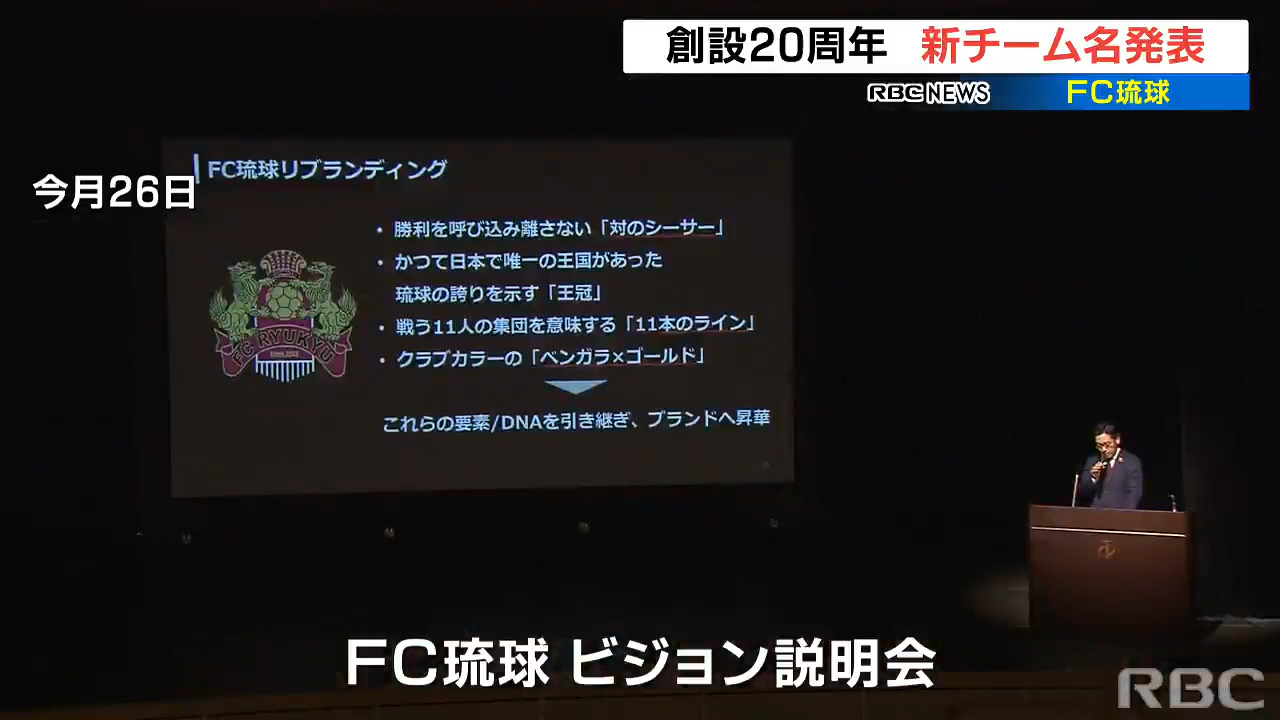 創設20周年 新チーム名発表
RBC NEWS FC琉球
今月26日
FC琉球リブランディング
・ 勝利を呼び込み離さない「対のシーサー」
・ かつて日本で唯一の王国があった
琉球の誇りを示す「王冠」
・ 戦う11人の集団を意味する「11本のライン」
・ クラブカラーの「ベンガラ×ゴールド」
これらの要素/DNAを引き継ぎ、ブランドへ昇華
FC RYUKYU
FC琉球 ビジョン説明会
RBC